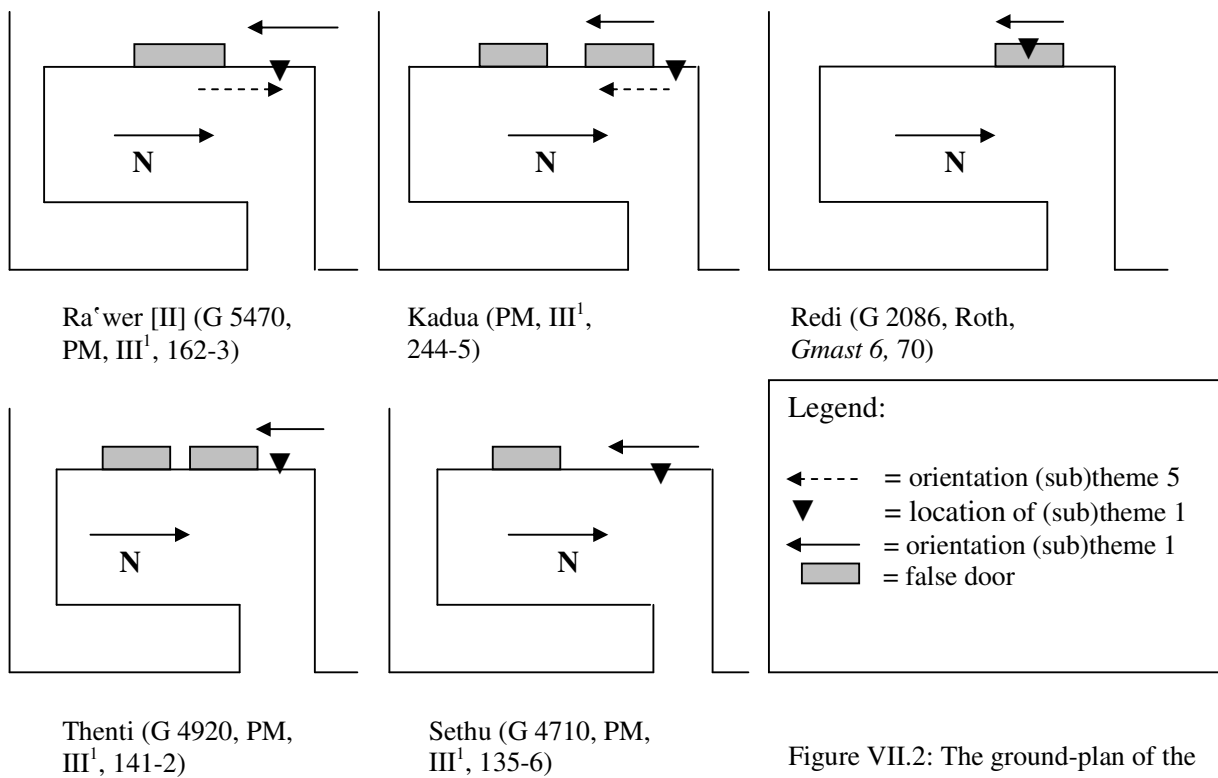 N
N
N
Raʿwer [II] (G 5470,
PM, III¹, 162-3)
Kadua (PM, III¹,
244-5)
Redi (G 2086, Roth,
Gmast 6, 70)
N
N
Legend:
= orientation (sub)theme 5
= location of (sub)theme 1
= orientation (sub)theme 1
= false door
Thenti (G 4920, PM,
III¹, 141-2)
Sethu (G 4710, PM,
III¹, 135-6)
Figure VII.2: The ground-plan of the